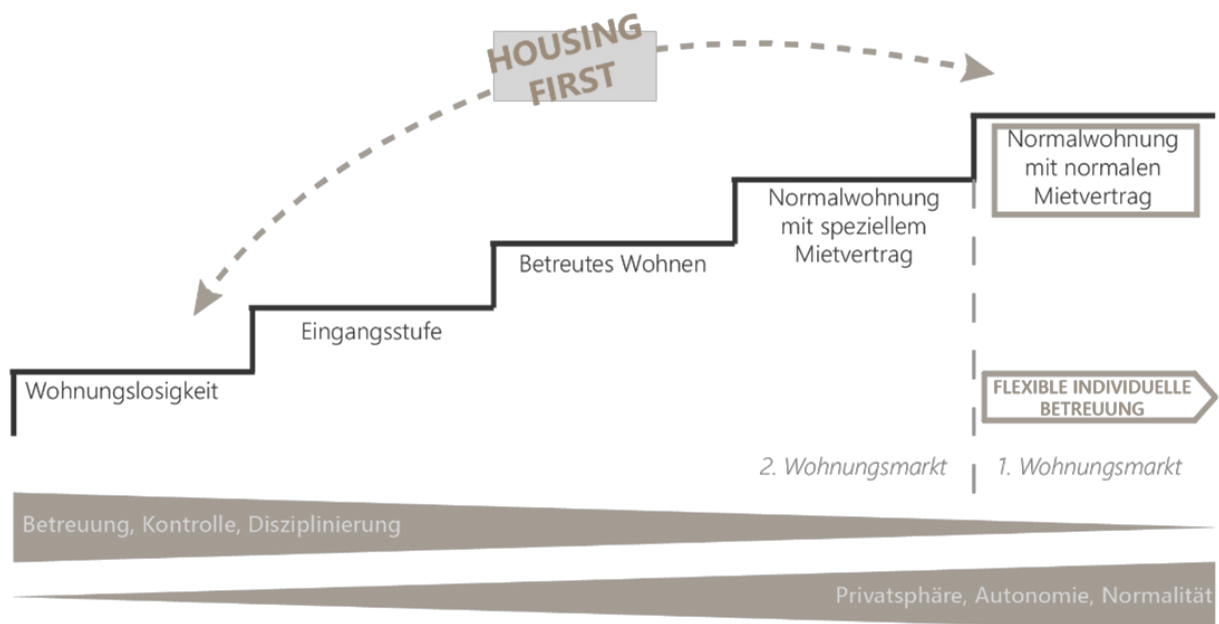 HOUSING
FIRST
Normalwohnung
mit normalen
Mietvertrag
Normalwohnung
mit speziellem
Mietvertrag
Betreutes Wohnen
Eingangsstufe
Wohnungslosigkeit
FLEXIBLE INDIVIDUELLE
BETREUUNG
2. Wohnungsmarkt
1. Wohnungsmarkt
Betreuung, Kontrolle, Disziplinierung
Privatsphäre, Autonomie, Normalität